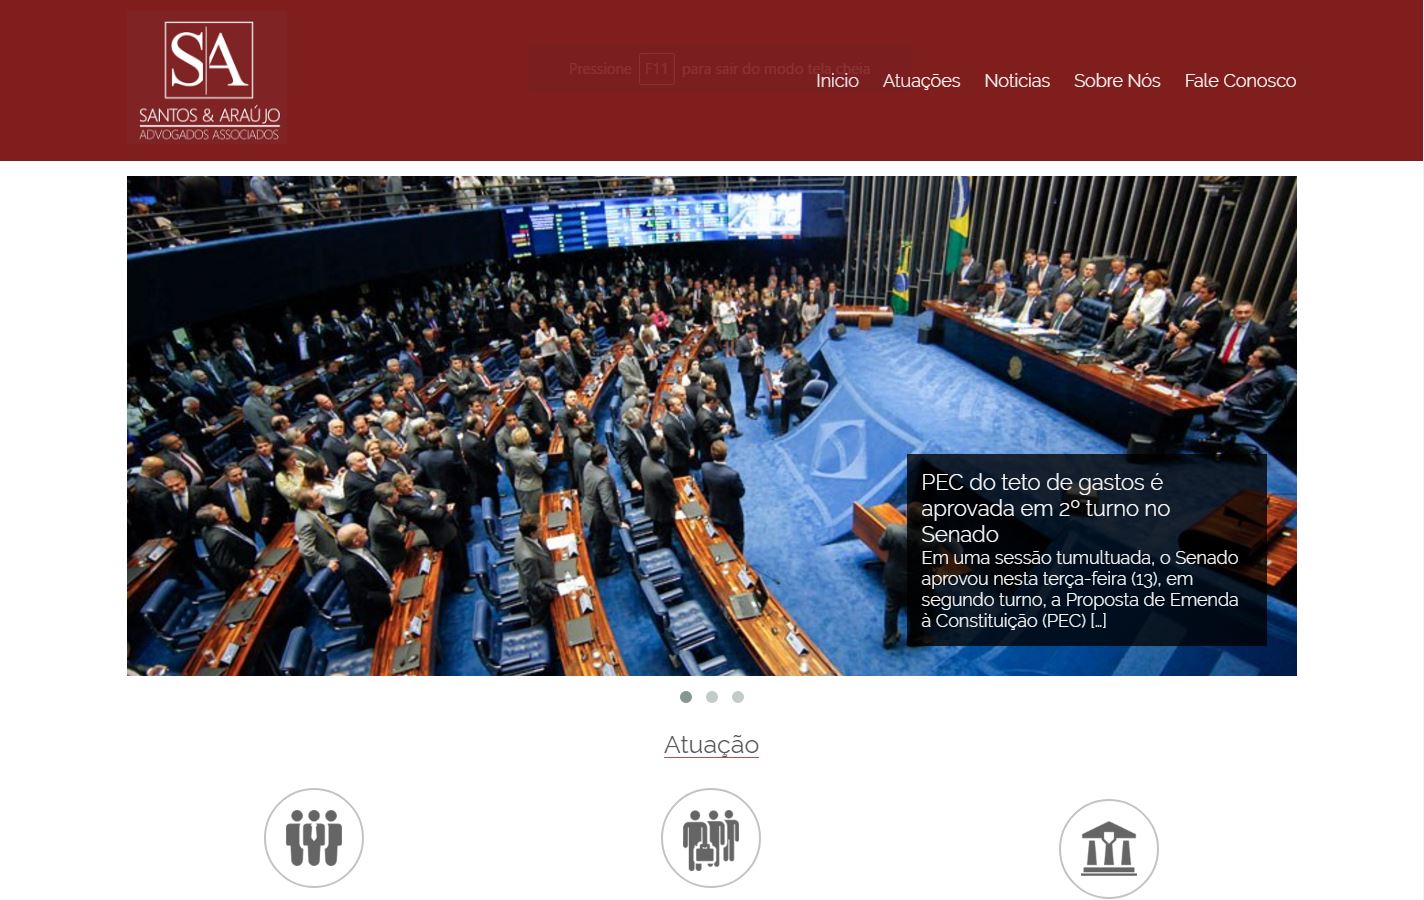 SA
SANTOS & ARAÚJO
ADVOGADOS ASSOCIADOS
Pressione F11 para sair do modo tela cheia
Inicio Atuações Noticias Sobre Nós Fale Conosco
PEC do teto de gastos é
aprovada em 2º turno no
Senado
Em uma sessão tumultuada, o Senado
aprovou nesta terça-feira (13), em
segundo turno, a Proposta de Emenda
à Constituição (PEC) [...]
Atuação